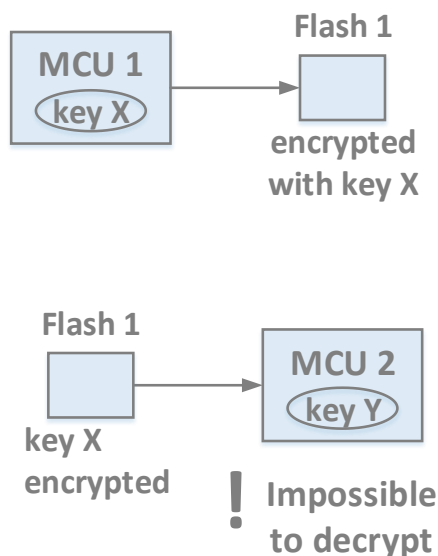 Flash 1
MCU 1
key X
encrypted
with key X
Flash 1
MCU 2
key Y
key X
encrypted
! Impossible
to decrypt